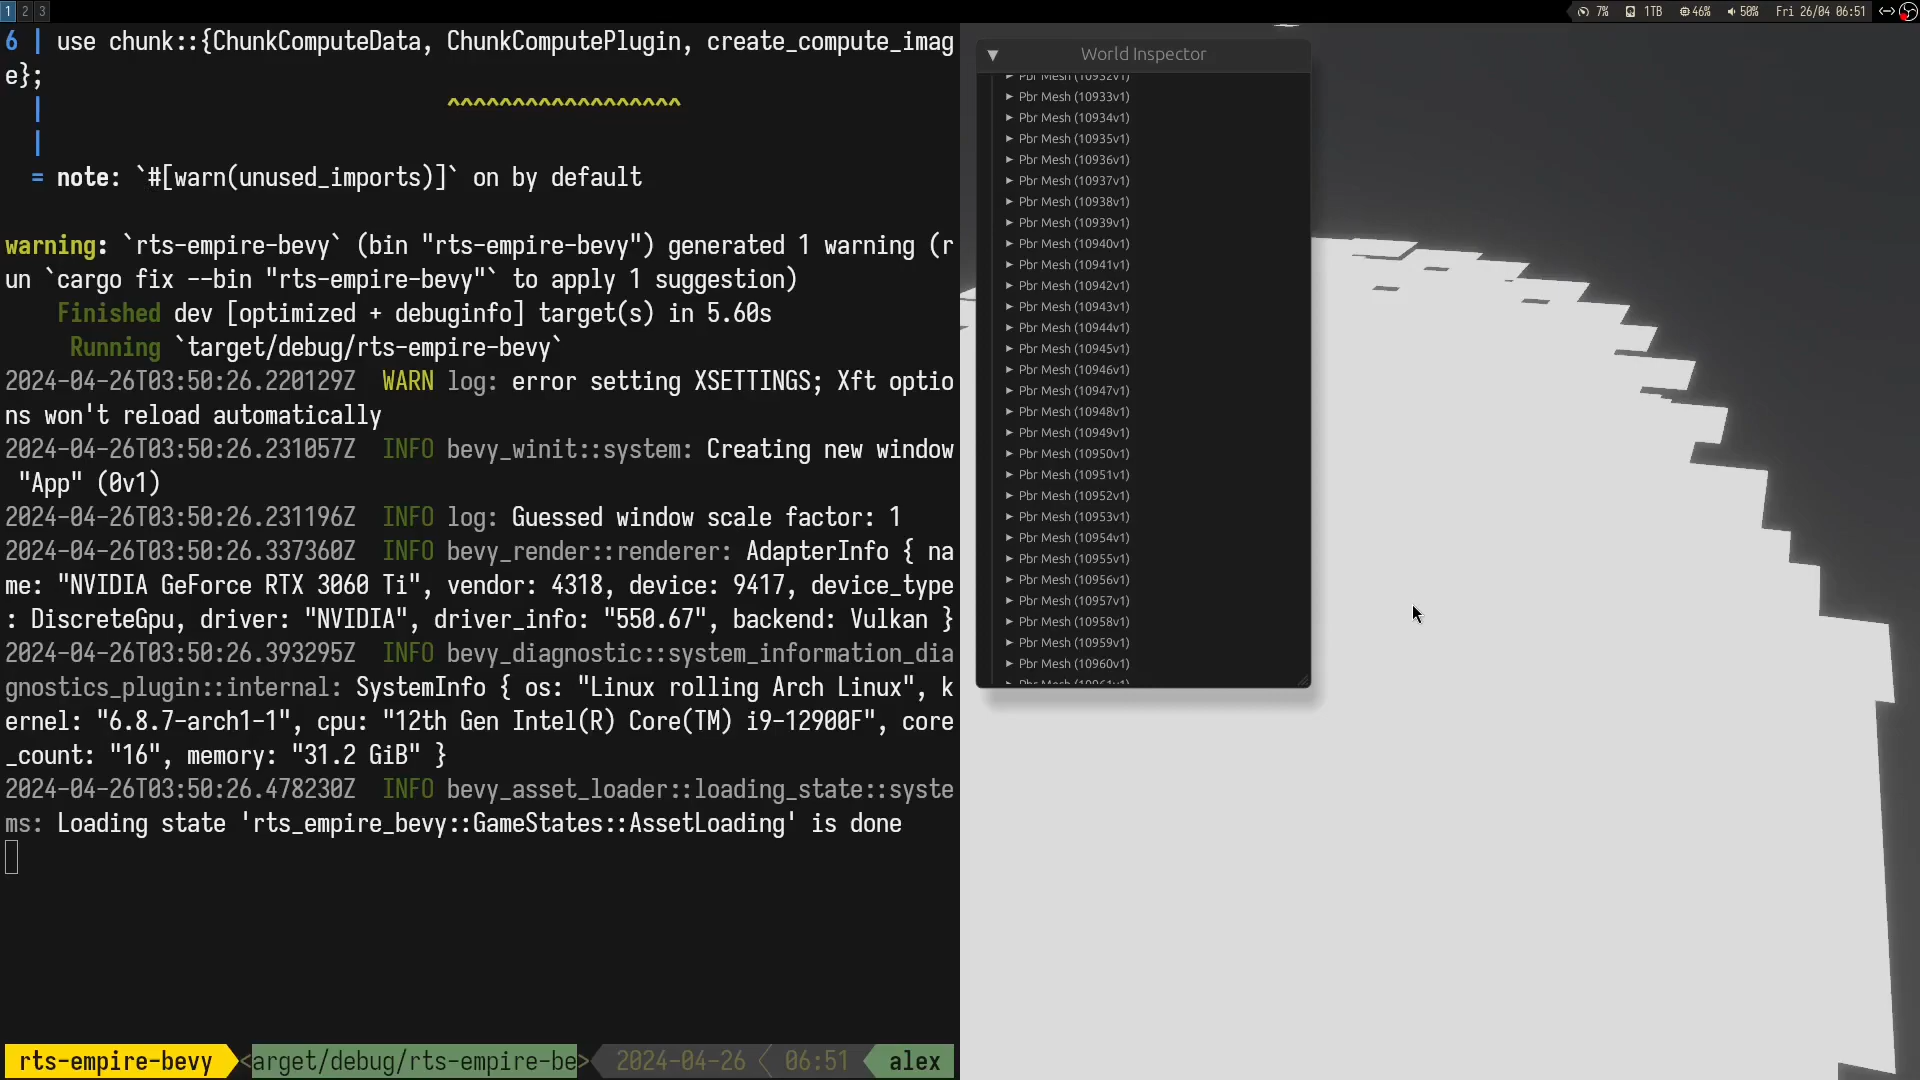 1 2 3
7% 1TB 46% 50% Fri 26/04 06:51
6 | use chunk::{ChunkComputeData, ChunkComputePlugin, create_compute_imag
e};
| ^^^^^^^^^^^^^^^^^^
|
= note: `#[warn(unused_imports)]` on by default
warning: `rts-empire-bevy` (bin "rts-empire-bevy") generated 1 warning (r
un `cargo fix --bin "rts-empire-bevy"` to apply 1 suggestion)
Finished dev [optimized + debuginfo] target(s) in 5.60s
Running `target/debug/rts-empire-bevy`
2024-04-26T03:50:26.220129Z WARN log: error setting XSETTINGS; Xft optio
ns won't reload automatically
2024-04-26T03:50:26.231057Z INFO bevy_winit::system: Creating new window
"App" (0v1)
2024-04-26T03:50:26.231196Z INFO log: Guessed window scale factor: 1
2024-04-26T03:50:26.337360Z INFO bevy_render::renderer: AdapterInfo { na
me: "NVIDIA GeForce RTX 3060 Ti", vendor: 4318, device: 9417, device_type
: DiscreteGpu, driver: "NVIDIA", driver_info: "550.67", backend: Vulkan }
2024-04-26T03:50:26.393295Z INFO bevy_diagnostic::system_information_dia
gnostics_plugin::internal: SystemInfo { os: "Linux rolling Arch Linux", k
ernel: "6.8.7-arch1-1", cpu: "12th Gen Intel(R) Core(TM) i9-12900F", core
_count: "16", memory: "31.2 GiB" }
2024-04-26T03:50:26.478230Z INFO bevy_asset_loader::loading_state::syste
ms: Loading state 'rts_empire_bevy::GameStates::AssetLoading' is done
rts-empire-bevy <arget/debug/rts-empire-be> 2024-04-26 06:51 alex
World Inspector
Pbr Mesh (10932v1)
Pbr Mesh (10933v1)
Pbr Mesh (10934v1)
Pbr Mesh (10935v1)
Pbr Mesh (10936v1)
Pbr Mesh (10937v1)
Pbr Mesh (10938v1)
Pbr Mesh (10939v1)
Pbr Mesh (10940v1)
Pbr Mesh (10941v1)
Pbr Mesh (10942v1)
Pbr Mesh (10943v1)
Pbr Mesh (10944v1)
Pbr Mesh (10945v1)
Pbr Mesh (10946v1)
Pbr Mesh (10947v1)
Pbr Mesh (10948v1)
Pbr Mesh (10949v1)
Pbr Mesh (10950v1)
Pbr Mesh (10951v1)
Pbr Mesh (10952v1)
Pbr Mesh (10953v1)
Pbr Mesh (10954v1)
Pbr Mesh (10955v1)
Pbr Mesh (10956v1)
Pbr Mesh (10957v1)
Pbr Mesh (10958v1)
Pbr Mesh (10959v1)
Pbr Mesh (10960v1)
Pbr Mesh (10961v1)